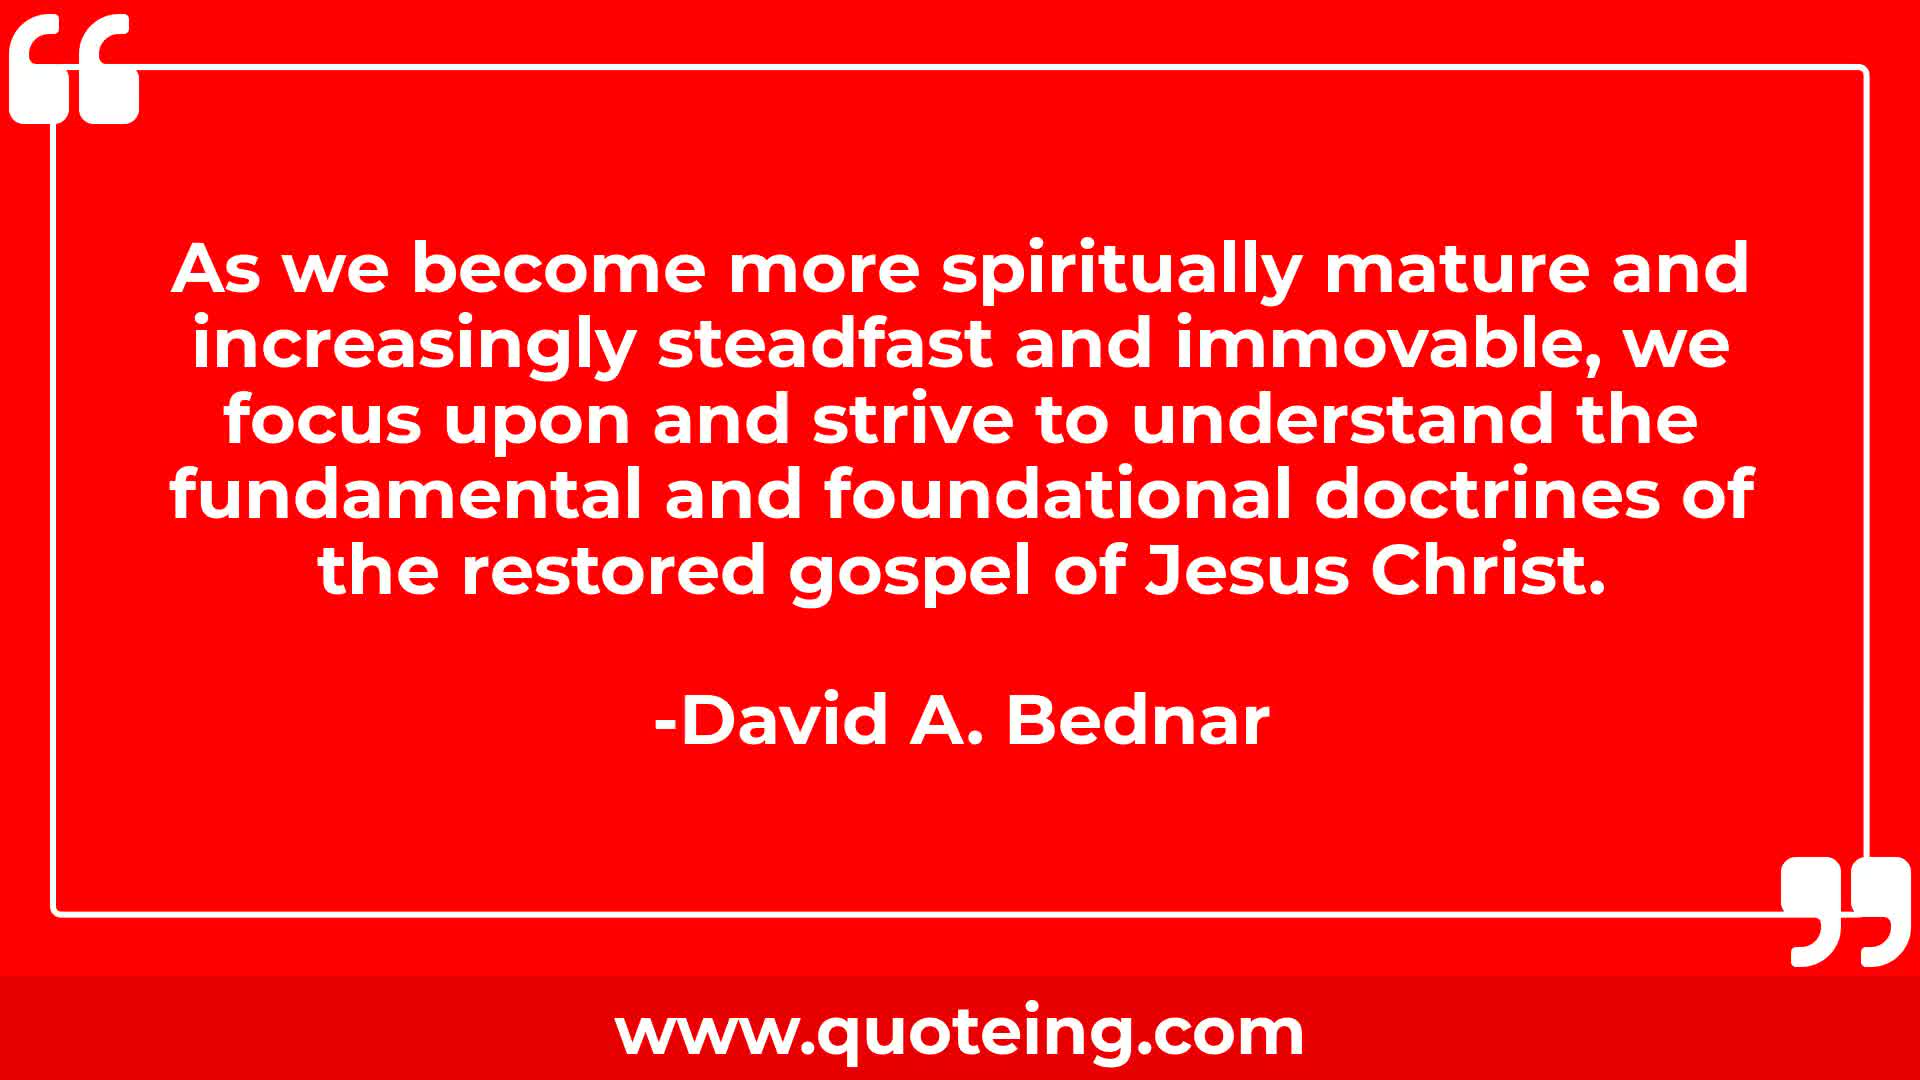 As we become more spiritually mature and
increasingly steadfast and immovable, we
focus upon and strive to understand the
fundamental and foundational doctrines of
the restored gospel of Jesus Christ.
-David A. Bednar
www.quoteing.com